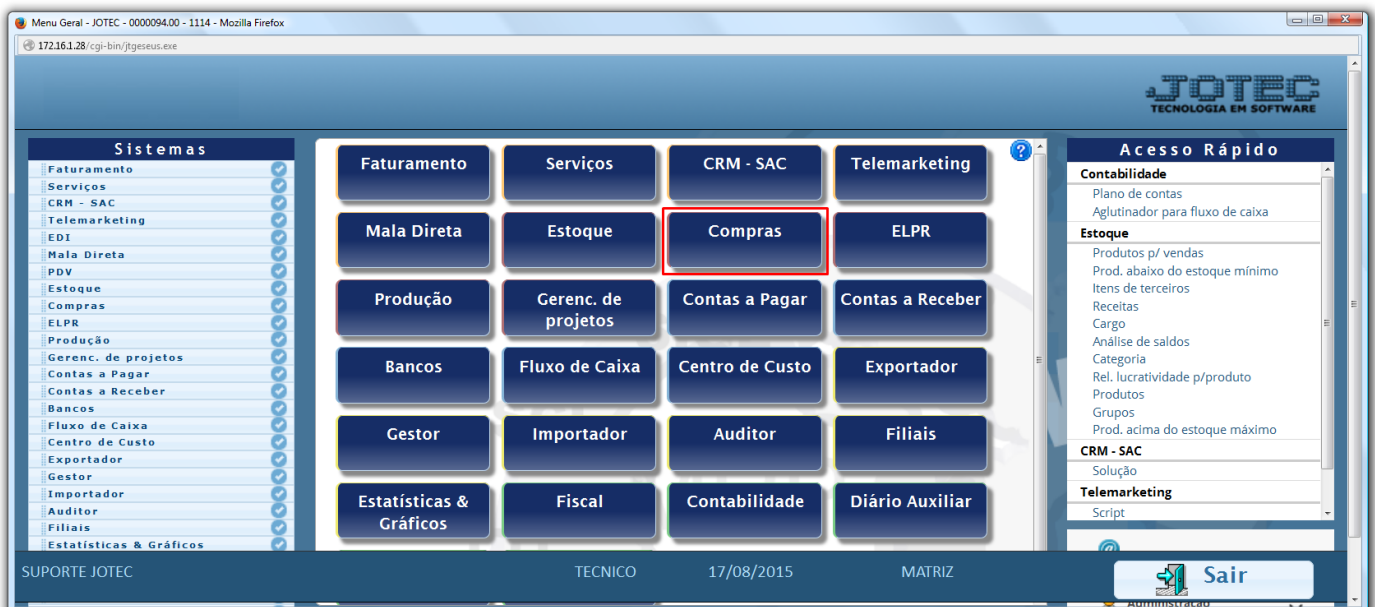 Menu Geral - JOTEC - 0000094.00 - 1114 - Mozilla Firefox
172.16.1.28/cgi-bin/jtgeseus.exe
JOTEC
TECNOLOGIA EM SOFTWARE
Sistemas
Faturamento
Serviços
CRM - SAC
Telemarketing
EDI
Mala Direta
PDV
Estoque
Compras
ELPR
Produção
Gerenc. de projetos
Contas a Pagar
Contas a Receber
Bancos
Fluxo de Caixa
Centro de Custo
Exportador
Gestor
Importador
Auditor
Filiais
Estatísticas & Gráficos
Faturamento
Serviços
CRM - SAC
Telemarketing
Mala Direta
Estoque
Compras
ELPR
Produção
Gerenc. de
projetos
Contas a Pagar
Contas a Receber
Bancos
Fluxo de Caixa
Centro de Custo
Exportador
Gestor
Importador
Auditor
Filiais
Estatísticas &
Gráficos
Fiscal
Contabilidade
Diário Auxiliar
Acesso Rápido
Contabilidade
Plano de contas
Aglutinador para fluxo de caixa
Estoque
Produtos p/ vendas
Prod. abaixo do estoque mínimo
Itens de terceiros
Receitas
Cargo
Análise de saldos
Categoria
Rel. lucratividade p/produto
Produtos
Grupos
Prod. acima do estoque máximo
CRM - SAC
Solução
Telemarketing
Script
SUPORTE JOTEC
TECNICO
17/08/2015
MATRIZ
Sair
Administração